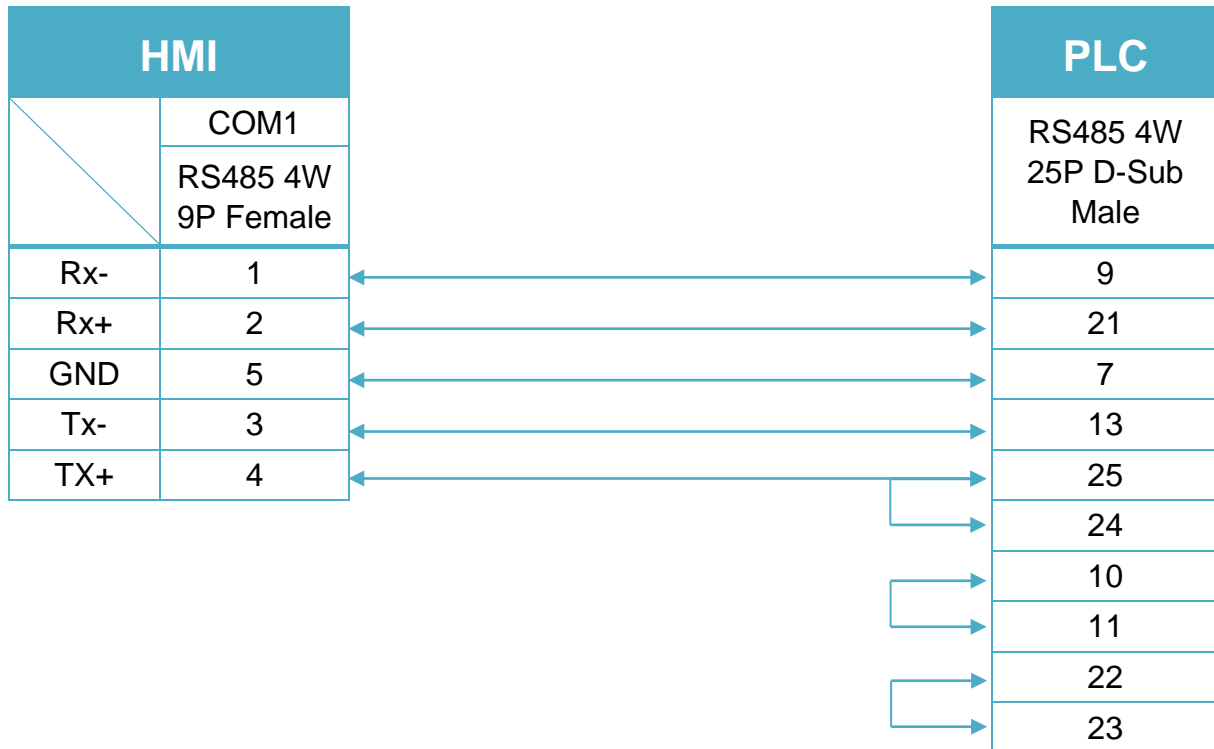 HMI
PLC
COM1
RS485 4W
9P Female
RS485 4W
25P D-Sub
Male
Rx- 1 9
Rx+ 2 21
GND 5 7
Tx- 3 13
TX+ 4 25
24
10
11
22
23